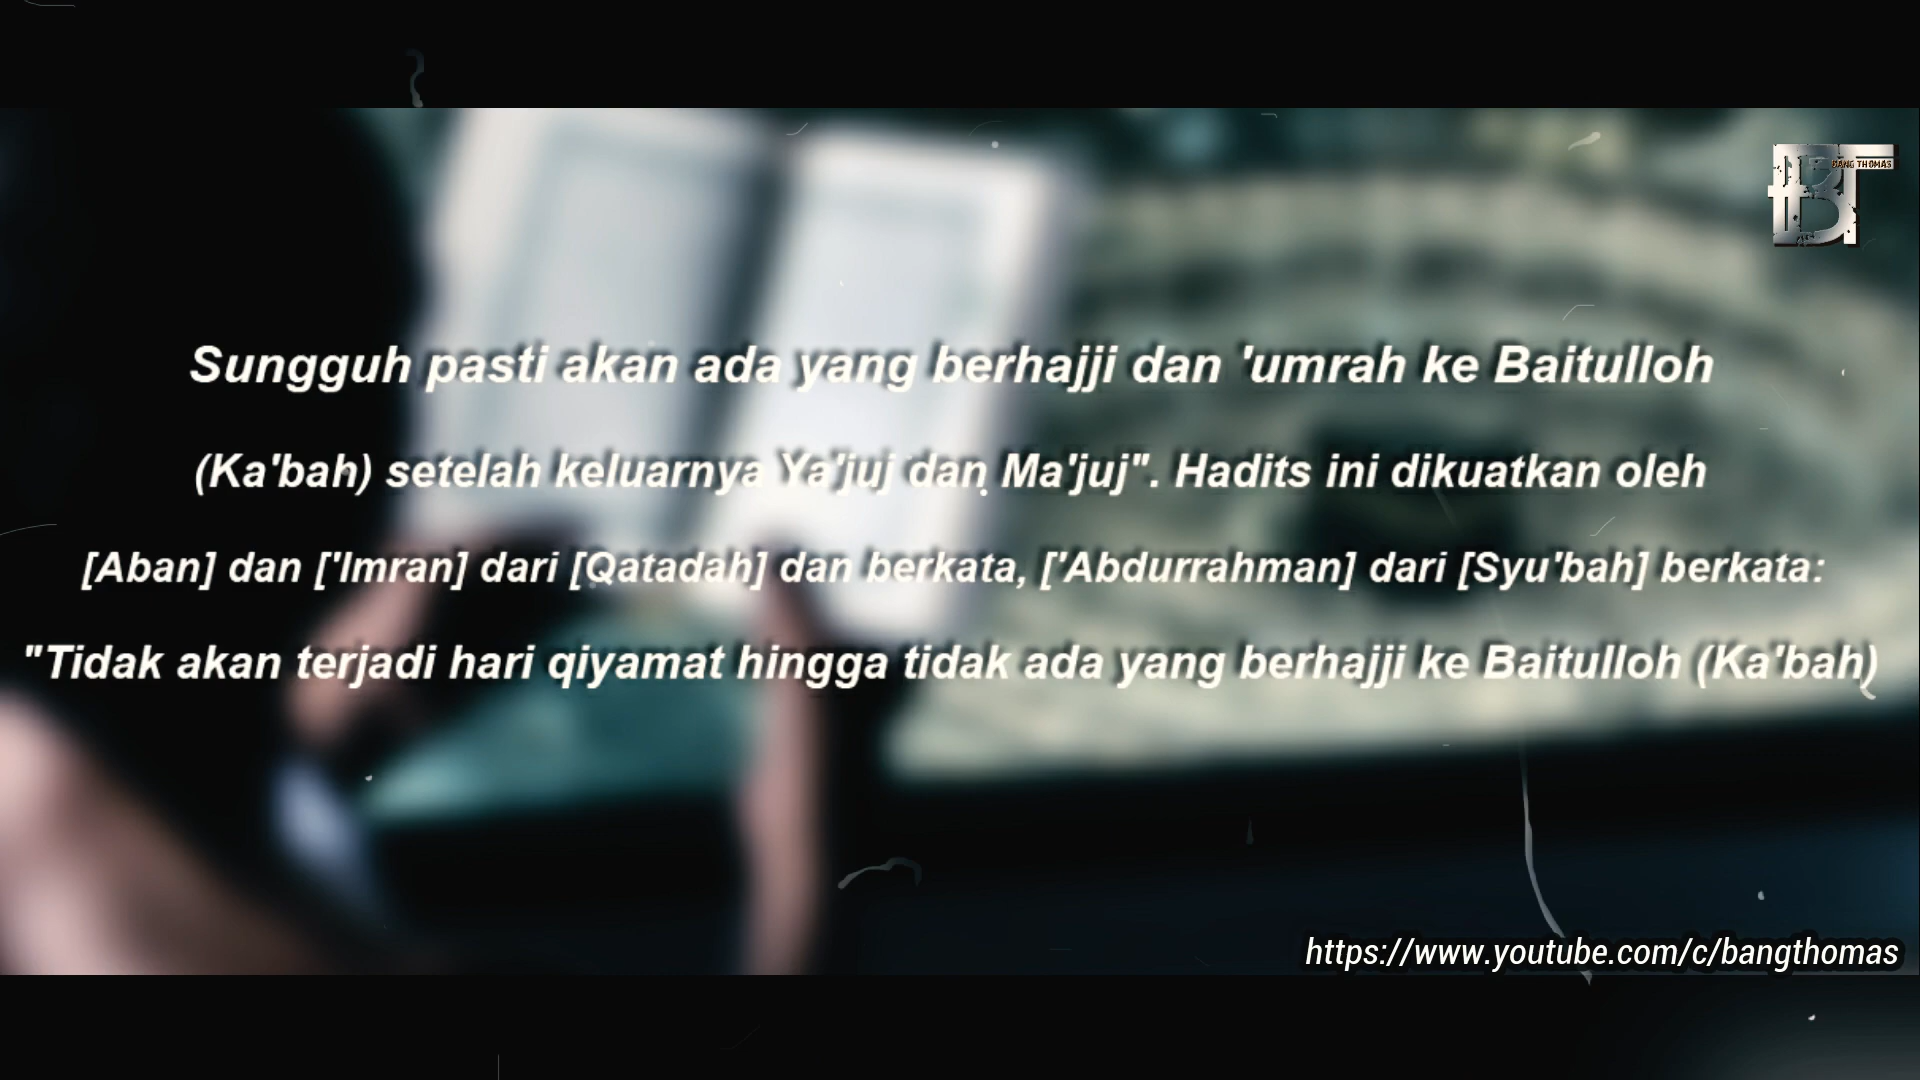 BANG THOMAS
BT
Sungguh pasti akan ada yang berhajji dan 'umrah ke Baitulloh
(Ka'bah) setelah keluarnya Ya'juj dan Ma'juj". Hadits ini dikuatkan oleh
[Aban] dan ['Imran] dari [Qatadah] dan berkata, ['Abdurrahman] dari [Syu'bah] berkata:
"Tidak akan terjadi hari qiyamat hingga tidak ada yang berhajji ke Baitulloh (Ka'bah)
https://www.youtube.com/c/bangthomas